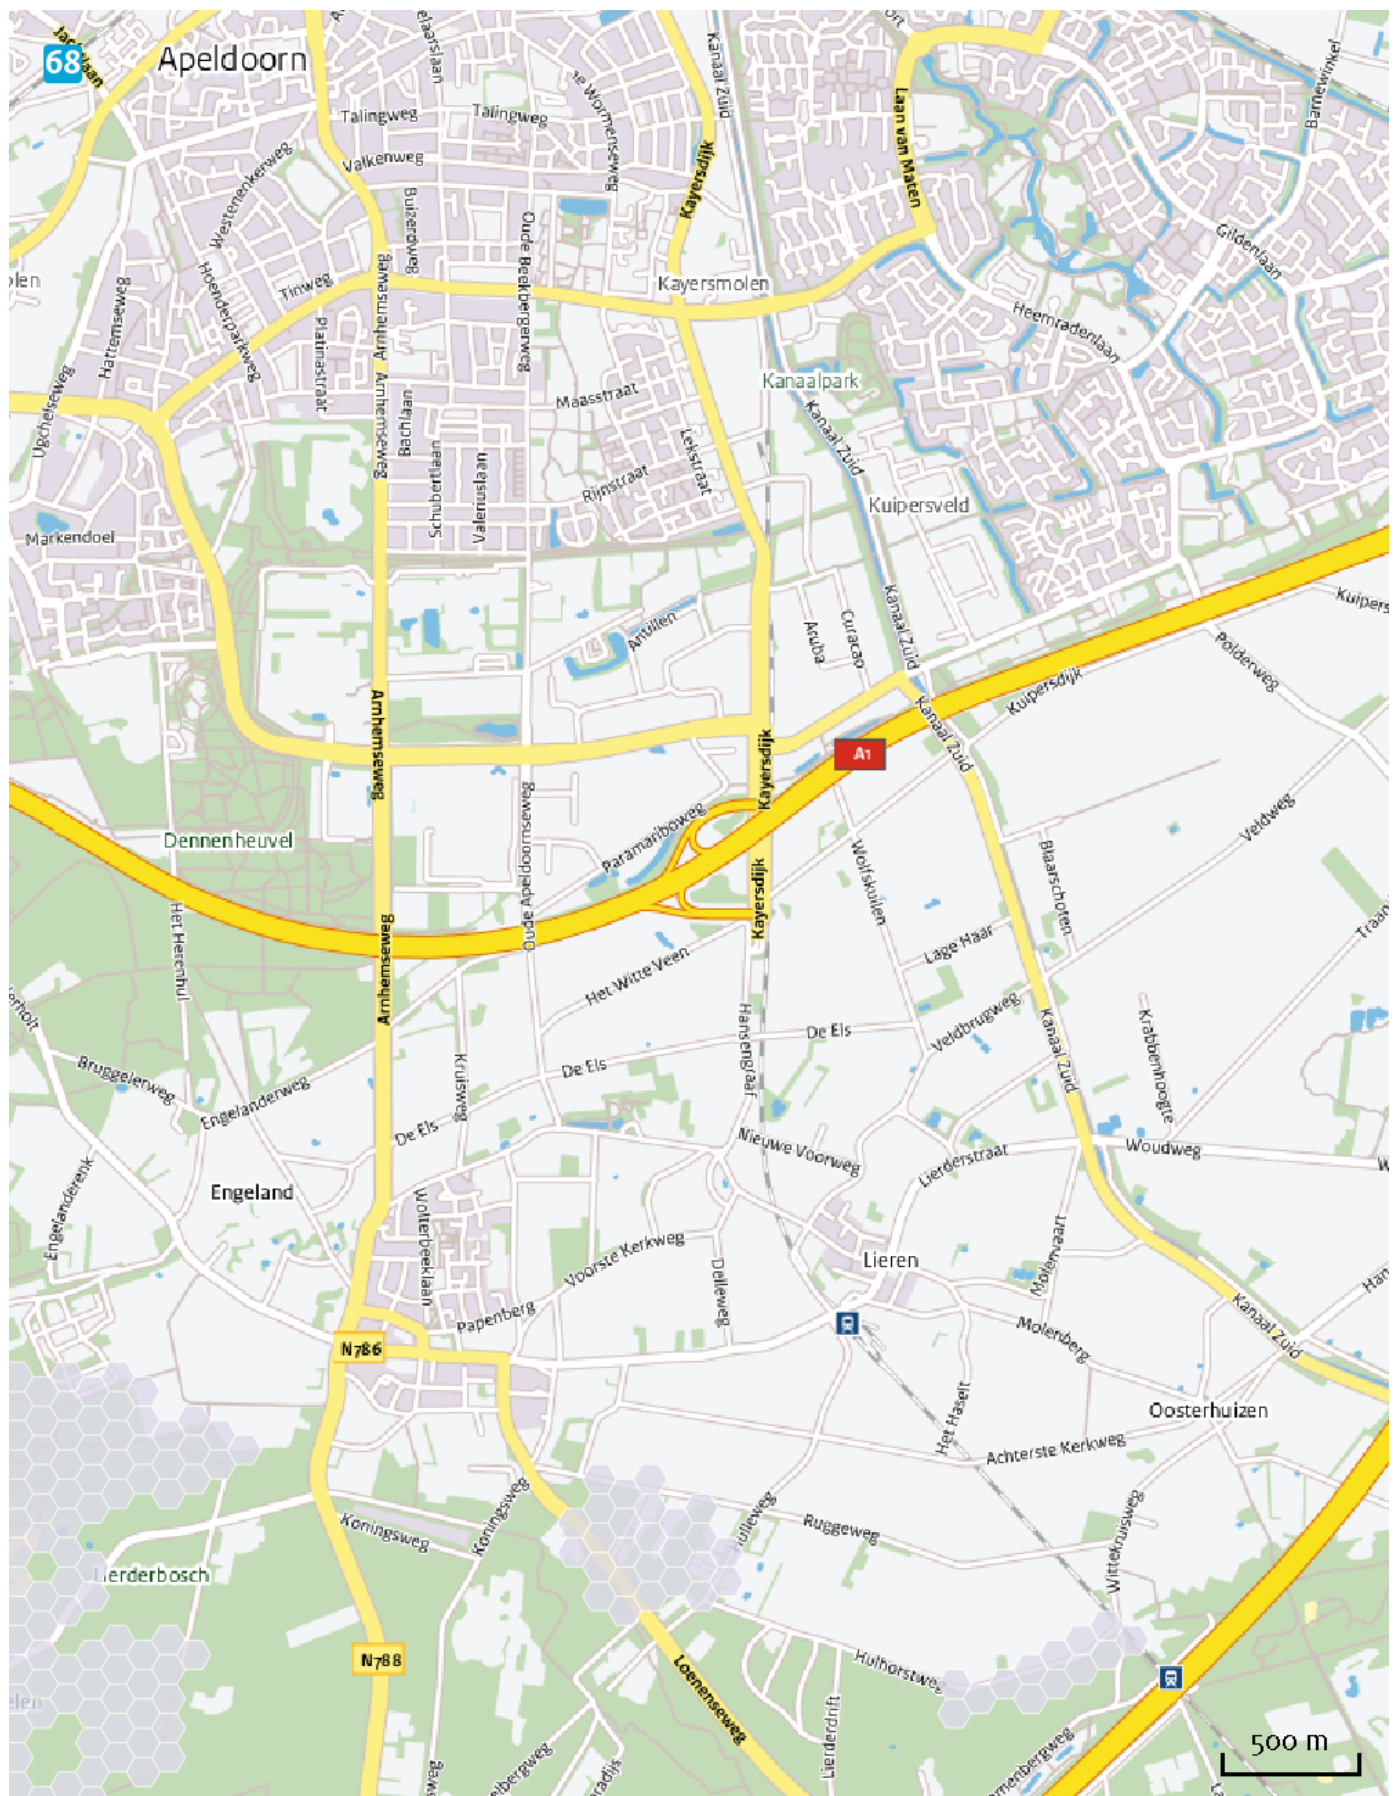 68
Apeldoorn
Kanaal Zuid
Barnewinkel
Talingweg
Talingweg
1e Wormenseweg
Laan van Maten
Valkenweg
Westenenkerweg
Buizerdweg
Kayersdijk
Oude Beekbergerweg
Gildenlaan
Hoenderparkweg
Tinweg
Kayersmolen
Hattemseweg
Arnhemseweg
Platinastraat
Heemradenlaan
Ugchelseweg
Kanaalpark
Arnhemseweg
Bachlaan
Maasstraat
Kanaal Zuid
Lekstraat
Schubertlaan
Valeriuslaan
Rijnstraat
Kuipersveld
Markendoel
Kuipers
Antillen
Aruba
Curacao
Kanaal Zuid
Polderweg
Kuipersdijk
Arnhemseweg
Kanaal Zuid
Kayersdijk
A1
Oude Apeldoornseweg
Paramariboweg
Veldweg
Dennenheuvel
Kayersdijk
Wolfskuilen
Blaarschoten
Het Herenhul
Arnhemseweg
Lage Haar
Traan
Het Witte Veen
Hansengraaf
De Els
Veldbrugweg
Kanaal Zuid
Krabbenhoogte
Bruggelerweg
Engelanderweg
Kruisweg
De Els
De Els
Nieuwe Voorweg
Lierderstraat
Woudweg
Engelanderenk
Engeland
Wolterbeeklaan
Voorste Kerkweg
Delleweg
Lieren
Molenvaart
Papenberg
Kanaal Zuid
Molenberg
N786
Oosterhuizen
Het Haselt
Achterste Kerkweg
Koningsweg
Koningsweg
Ruggeweg
Wittekruisweg
Lierderbosch
Hulhorstweg
N788
Loenenseweg
Lierderdrift
500 m